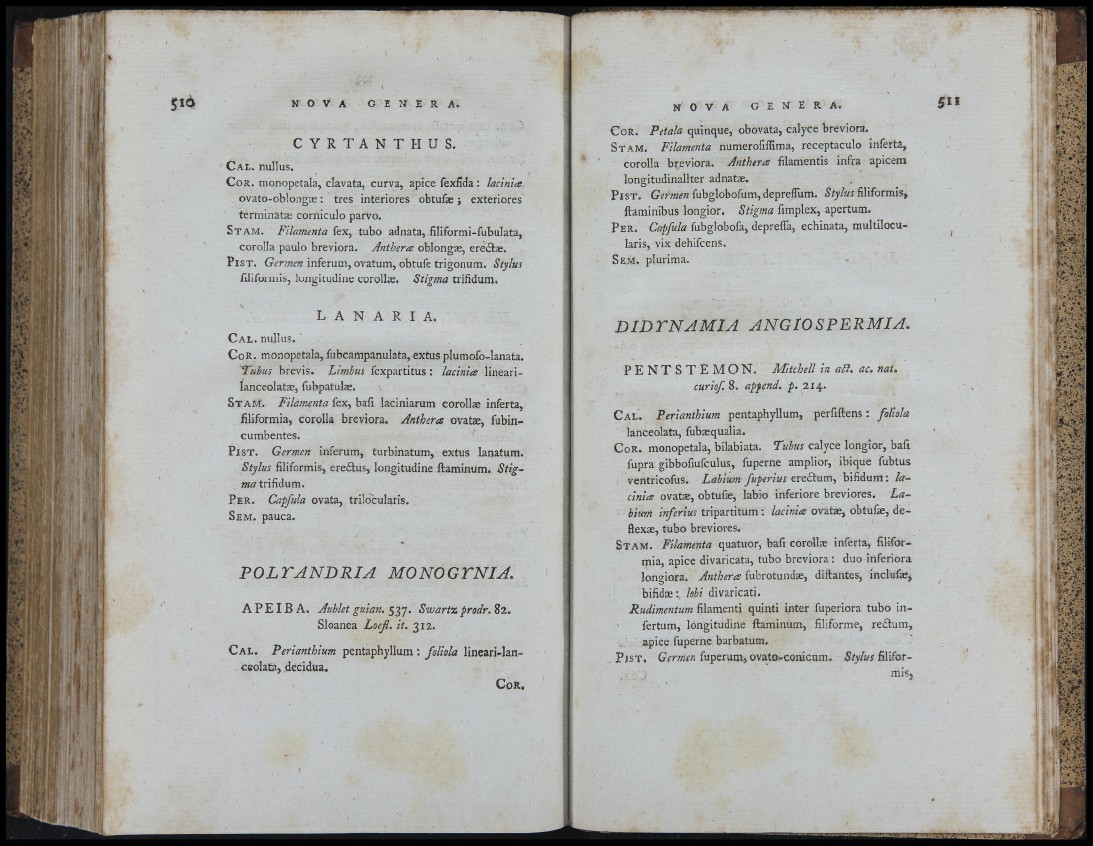 510 NOVA GENERA.
CYRTANTHUS.
CAL. nullus.
COR. monopetala, clavata, curva, apice ſexfida: laciniæ
ovato-oblongæ: tres interiores obtuſæ; exteriores
terminatæ corniculo parvo.
STAM. Filamenta ſex, tubo adnata, filiformi-ſubulata,
corolla paulo breviora. Antheræ oblongæ, erectæ.
PIST. Germen inferum, ovatum, obtuſe trigonum. Stylus
filiformis, longitudine corollæ. Stigma trifidum.
LANARIA.
CAL. nullus.
COR. monopetala, ſubcampanulata, extus plumoſo-lanata.
Tubus brevis. Limbus ſexpartitus: laciniæ lineari-
lanceolatæ, ſubpatulæ.
STAM. Filamenta ſex, baſi laciniarum corollæ inſerta,
filiformia, corolla breviora. Antheræ ovatæ, ſubin-
cumbentes.
PIST. Germen inferum, turbinatum, extus lanatum.
Stylus filiformis, erectus, longitudine ſtaminum. Stig-
ma trifidum.
PER. Capſula ovata, trilocularis.
SEM. pauca.
POLYANDRIA MONOGYNIA.
APEIBA. Aublet guian. 537. Swartz prodr. 82.
Sloanea Loefl. it. 312.
CAL. Perianthium pentaphyllum: foliola lineari-lan-
ceolata, decidua.
COR.
NOVA GENERA. 511
COR. Petala quinque, obovata, calyce breviora.
STAM. Filamenta numeroſiſſima, receptaculo inſerta,
corolla breviora. Antheræ filamentis infra apicem
longitudinaliter adnatæ.
PIST. Germen ſubgloboſum, depreſſum. Stylus filiformis,
ſtaminibus longior. Stigma ſimplex, apertum.
PER. Capſula ſubgloboſa, depreſſa, echinata, multilocu-
laris, vix dehiſcens.
SEM. plurima.
DIDYNAMIA ANGIOSPERMIA.
PENTSTEMON. Mitchell in act. ac. nat.
curioſ. 8. append. p. 214.
CAL. Perianthium pentaphyllum, perſiſtens: foliola
lanceolata, ſubæqualia.
COR. monopetala, bilabiata. Tubus calyce longior, baſi
ſupra gibboſiuſculus, ſuperne amplior, ibique ſubtus
ventricoſus. Labium ſuperius erectum, bifidum: la-
ciniæ ovatæ, obtuſæ, labio inferiore breviores. La-
bium inferius tripartitum: laciniæ ovatæ, obtuſæ, de-
flexæ, tubo breviores.
STAM. Filamenta quatuor, baſi corollæ inſerta, filifor-
mia, apice divaricata, tubo breviora: duo inferiora
longiora. Antheræ ſubrotundæ, diſtantes, incluſæ,
bifidæ: lobi divaricati.
Rudimentum filamenti quinti inter ſuperiora tubo in-
ſertum, longitudine ſtaminum, filiforme, rectum,
apice ſuperne barbatum.
PIST. Germen ſuperum, ovato-conicum. Stylus filifor-
mis,